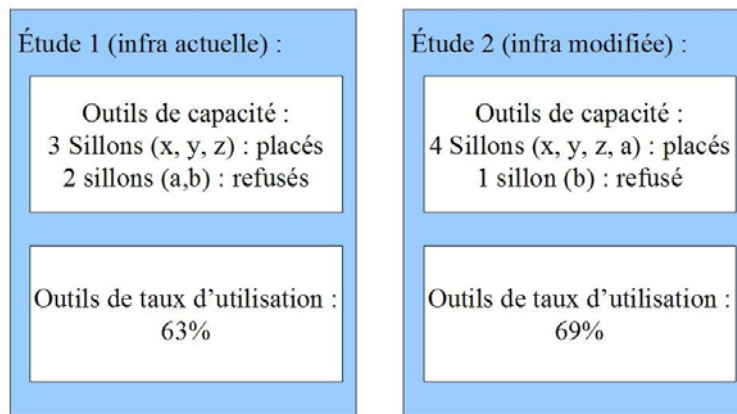 Étude 1 (infra actuelle) :
Outils de capacité :
3 Sillons (x, y, z) : placés
2 sillons (a,b) : refusés
Outils de taux d’utilisation :
63%
Étude 2 (infra modifiée) :
Outils de capacité :
4 Sillons (x, y, z, a) : placés
1 sillon (b) : refusé
Outils de taux d’utilisation :
69%